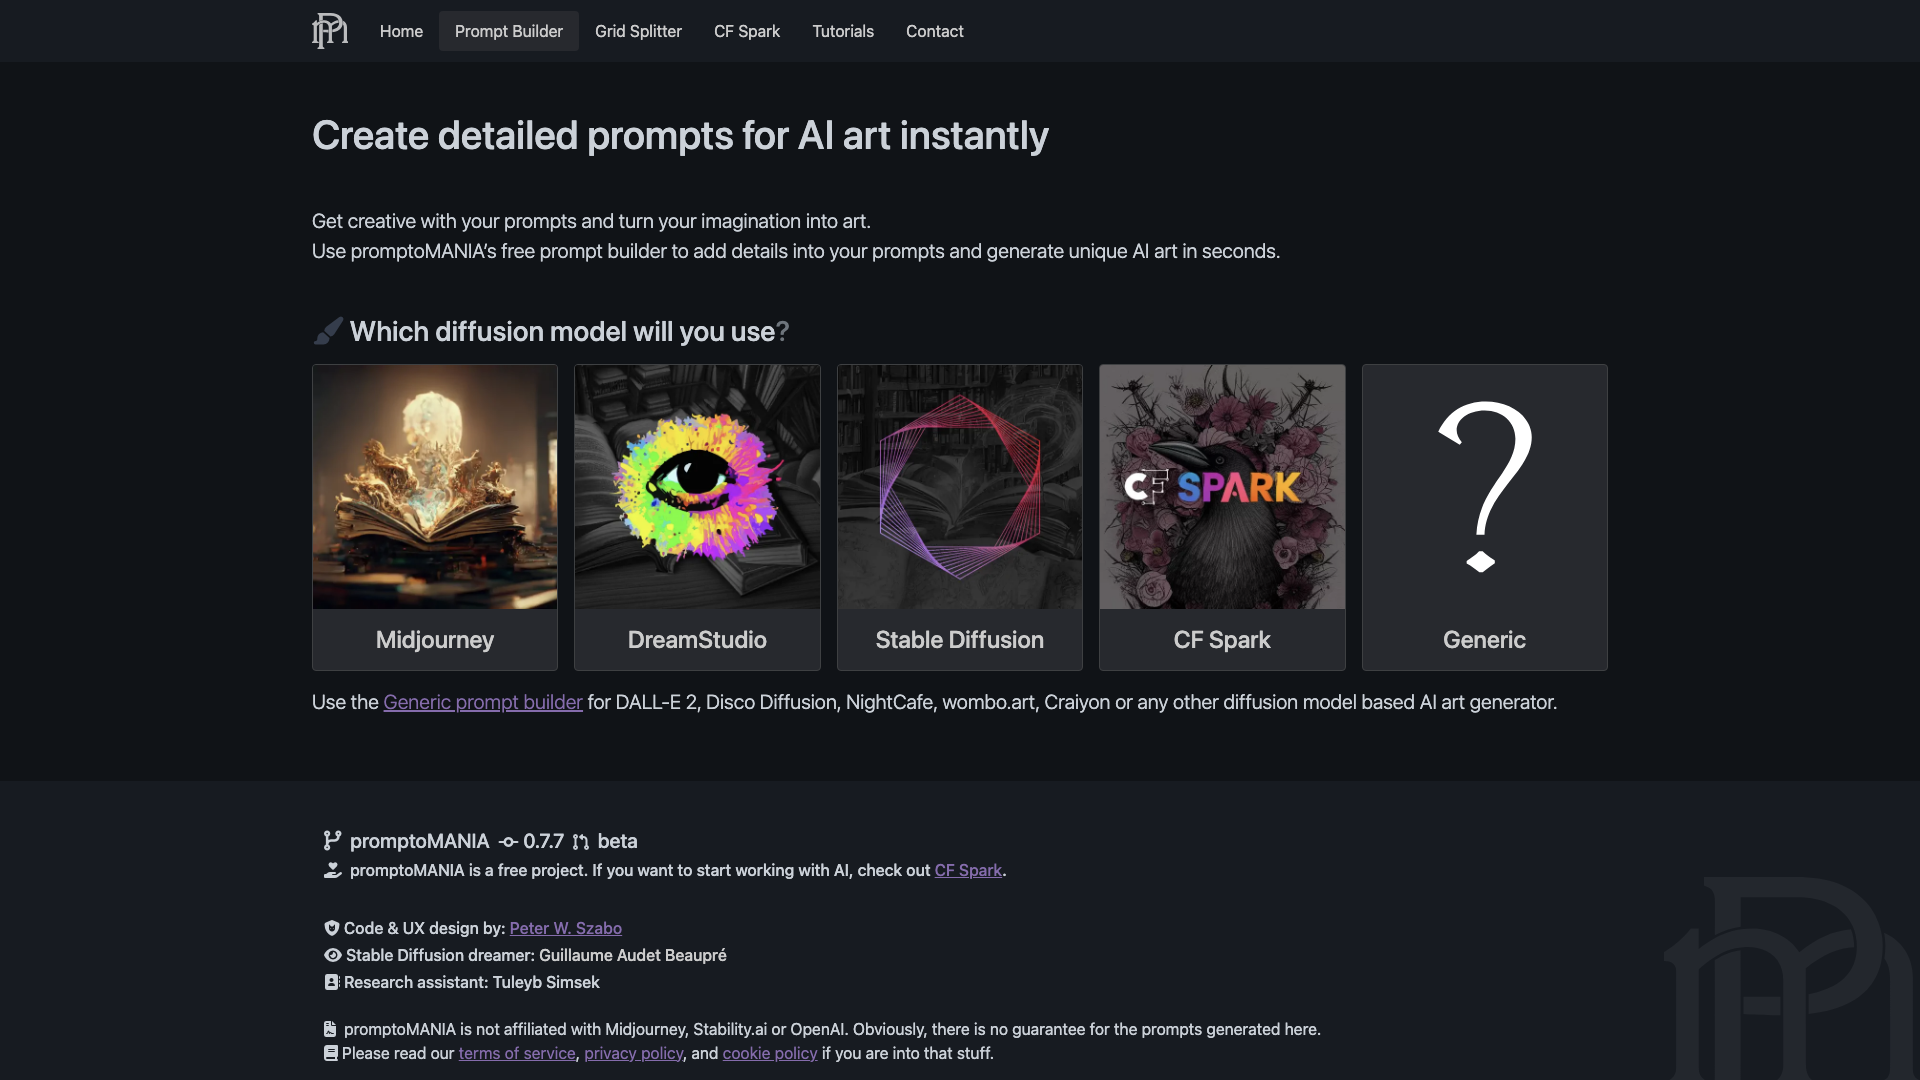 Home
Prompt Builder
Grid Splitter
CF Spark
Tutorials
Contact
Create detailed prompts for AI art instantly
Get creative with your prompts and turn your imagination into art.
Use promptoMANIA’s free prompt builder to add details into your prompts and generate unique AI art in seconds.
Which diffusion model will you use?
CF SPARK
?
Midjourney
DreamStudio
Stable Diffusion
CF Spark
Generic
Use the Generic prompt builder for DALL-E 2, Disco Diffusion, NightCafe, wombo.art, Craiyon or any other diffusion model based AI art generator.
promptoMANIA 0.7.7 beta
promptoMANIA is a free project. If you want to start working with AI, check out CF Spark.
Code & UX design by: Peter W. Szabo
Stable Diffusion dreamer: Guillaume Audet Beaupré
Research assistant: Tuleyb Simsek
promptoMANIA is not affiliated with Midjourney, Stability.ai or OpenAI. Obviously, there is no guarantee for the prompts generated here.
Please read our terms of service, privacy policy, and cookie policy if you are into that stuff.